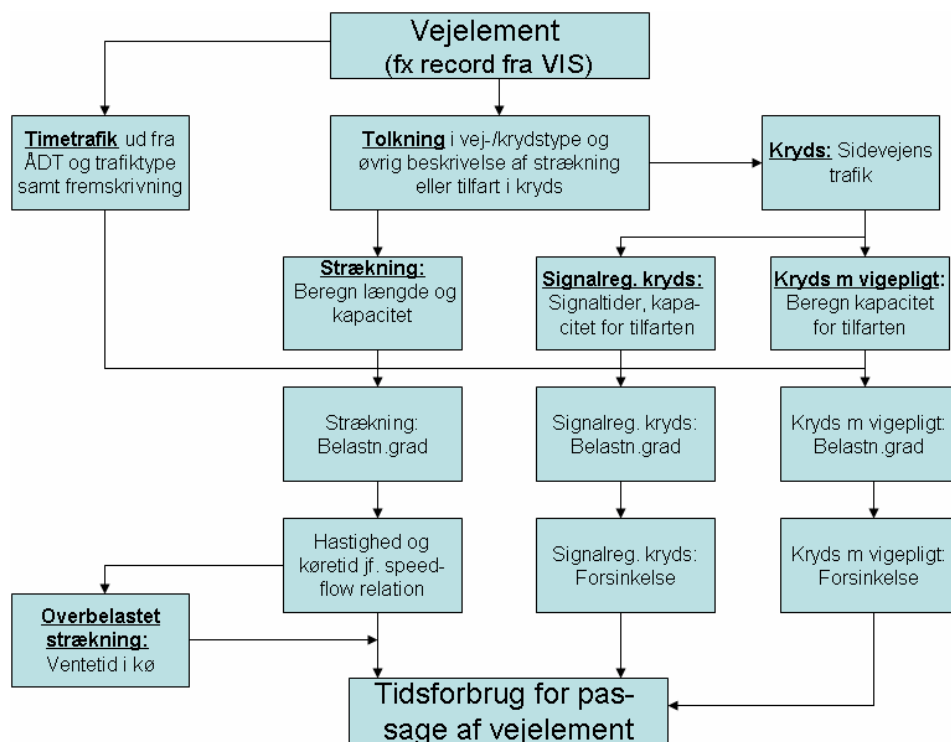 Vejelement
(fx record fra VIS)
Timetrafik ud fra
ÅDT og trafiktype
samt fremskrivning
Tolkning i vej-/krydstype og
øvrig beskrivelse af strækning
eller tilfart i kryds
Kryds: Sidevejens
trafik
Strækning:
Beregn længde og
kapacitet
Signalreg. kryds:
Signaltider, kapa-
citet for tilfarten
Kryds m vigepligt:
Beregn kapacitet
for tilfarten
Strækning:
Belastn.grad
Signalreg. kryds:
Belastn.grad
Kryds m vigepligt:
Belastn.grad
Hastighed og
køretid jf. speed-
flow relation
Signalreg. kryds:
Forsinkelse
Kryds m vigepligt:
Forsinkelse
Overbelastet
strækning:
Ventetid i kø
Tidsforbrug for pas-
sage af vejelement